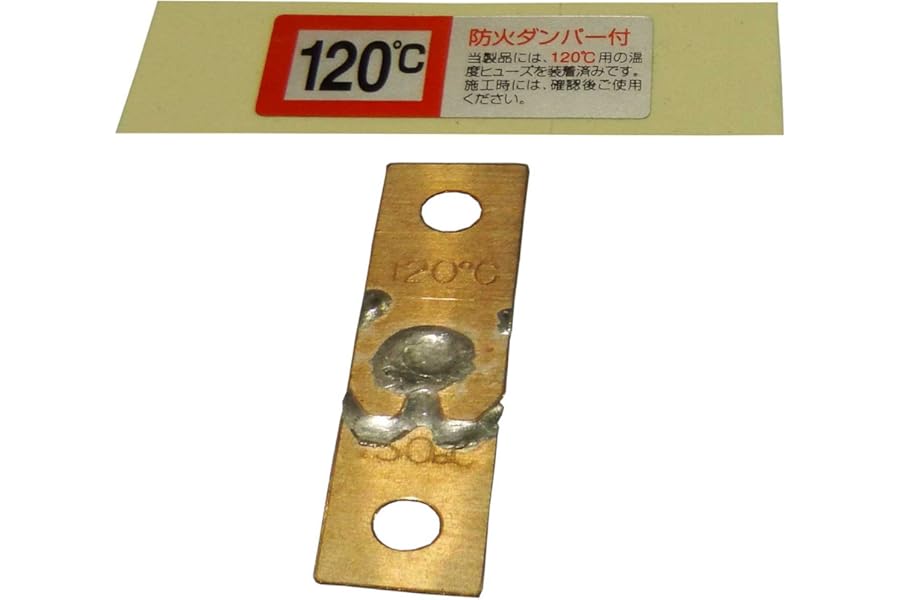 120℃
防火ダンパー付
当製品には、120℃用の温
度ヒューズを装着済みです。
施工時には、確認後ご使用
ください。
120℃